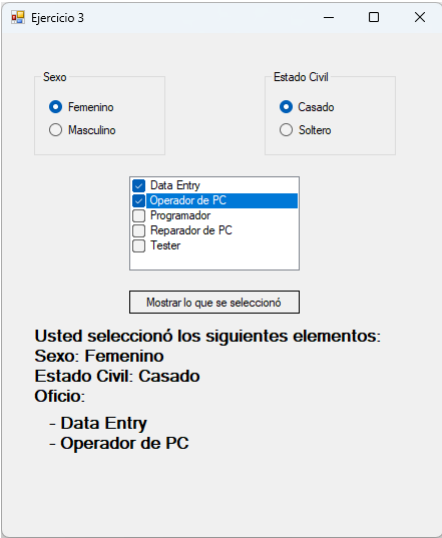 Ejercicio 3
Sexo
Femenino
Masculino
Estado Civil
Casado
Soltero
Data Entry
Operador de PC
Programador
Reparador de PC
Tester
Mostrar lo que se seleccionó
Usted seleccionó los siguientes elementos:
Sexo: Femenino
Estado Civil: Casado
Oficio:
- Data Entry
- Operador de PC